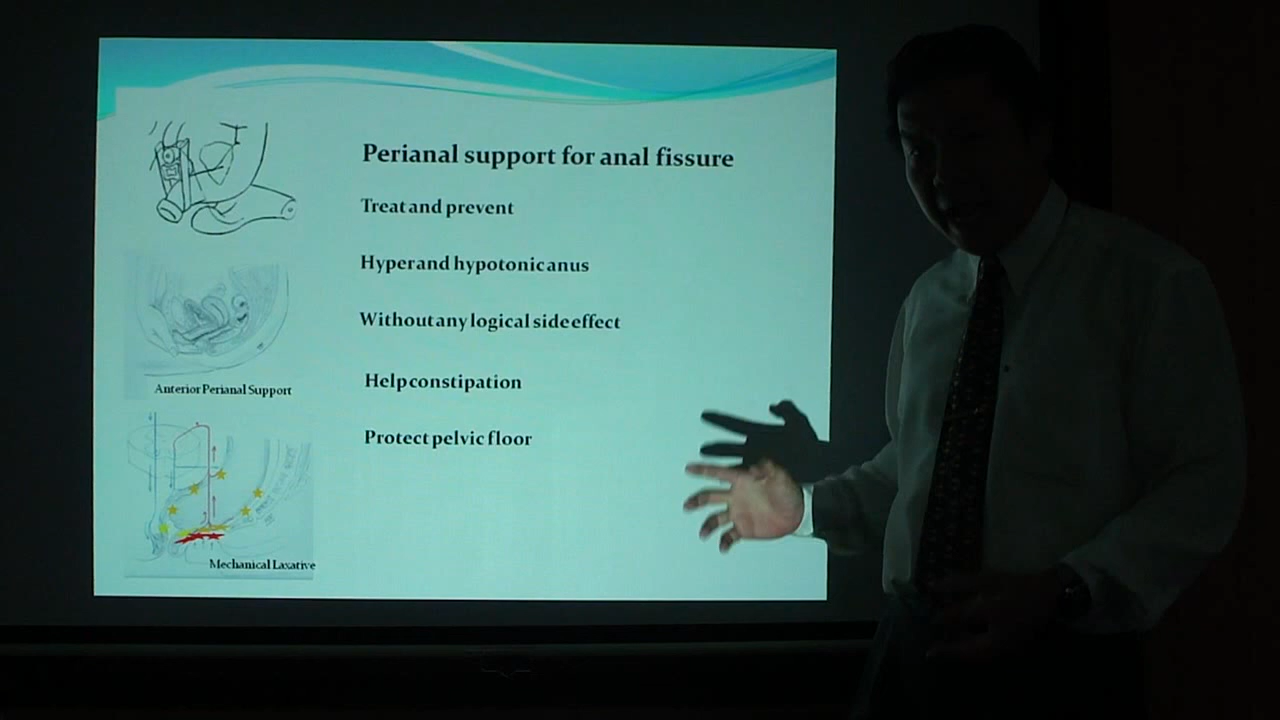 Perianal support for anal fissure
Treat and prevent
Hyper and hypotonic anus
Without any logical side effect
Help constipation
Protect pelvic floor
Anterior Perianal Support
Mechanical Laxative